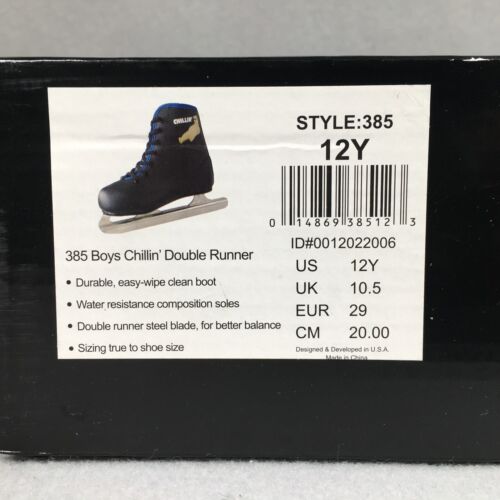 CHILLIN'
385 Boys Chillin' Double Runner
• Durable, easy-wipe clean boot
• Water resistance composition soles
• Double runner steel blade, for better balance
• Sizing true to shoe size
STYLE:385
12Y
0 14869 38512 3
ID#0012022006
US 12Y
UK 10.5
EUR 29
CM 20.00
Designed & Developed in U.S.A.
Made in China